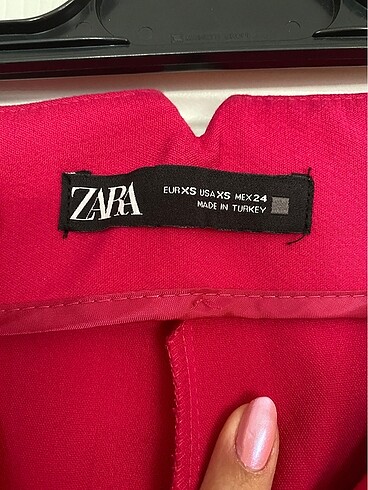 ZARA
EUR XS USA XS MEX 24
MADE IN TURKEY